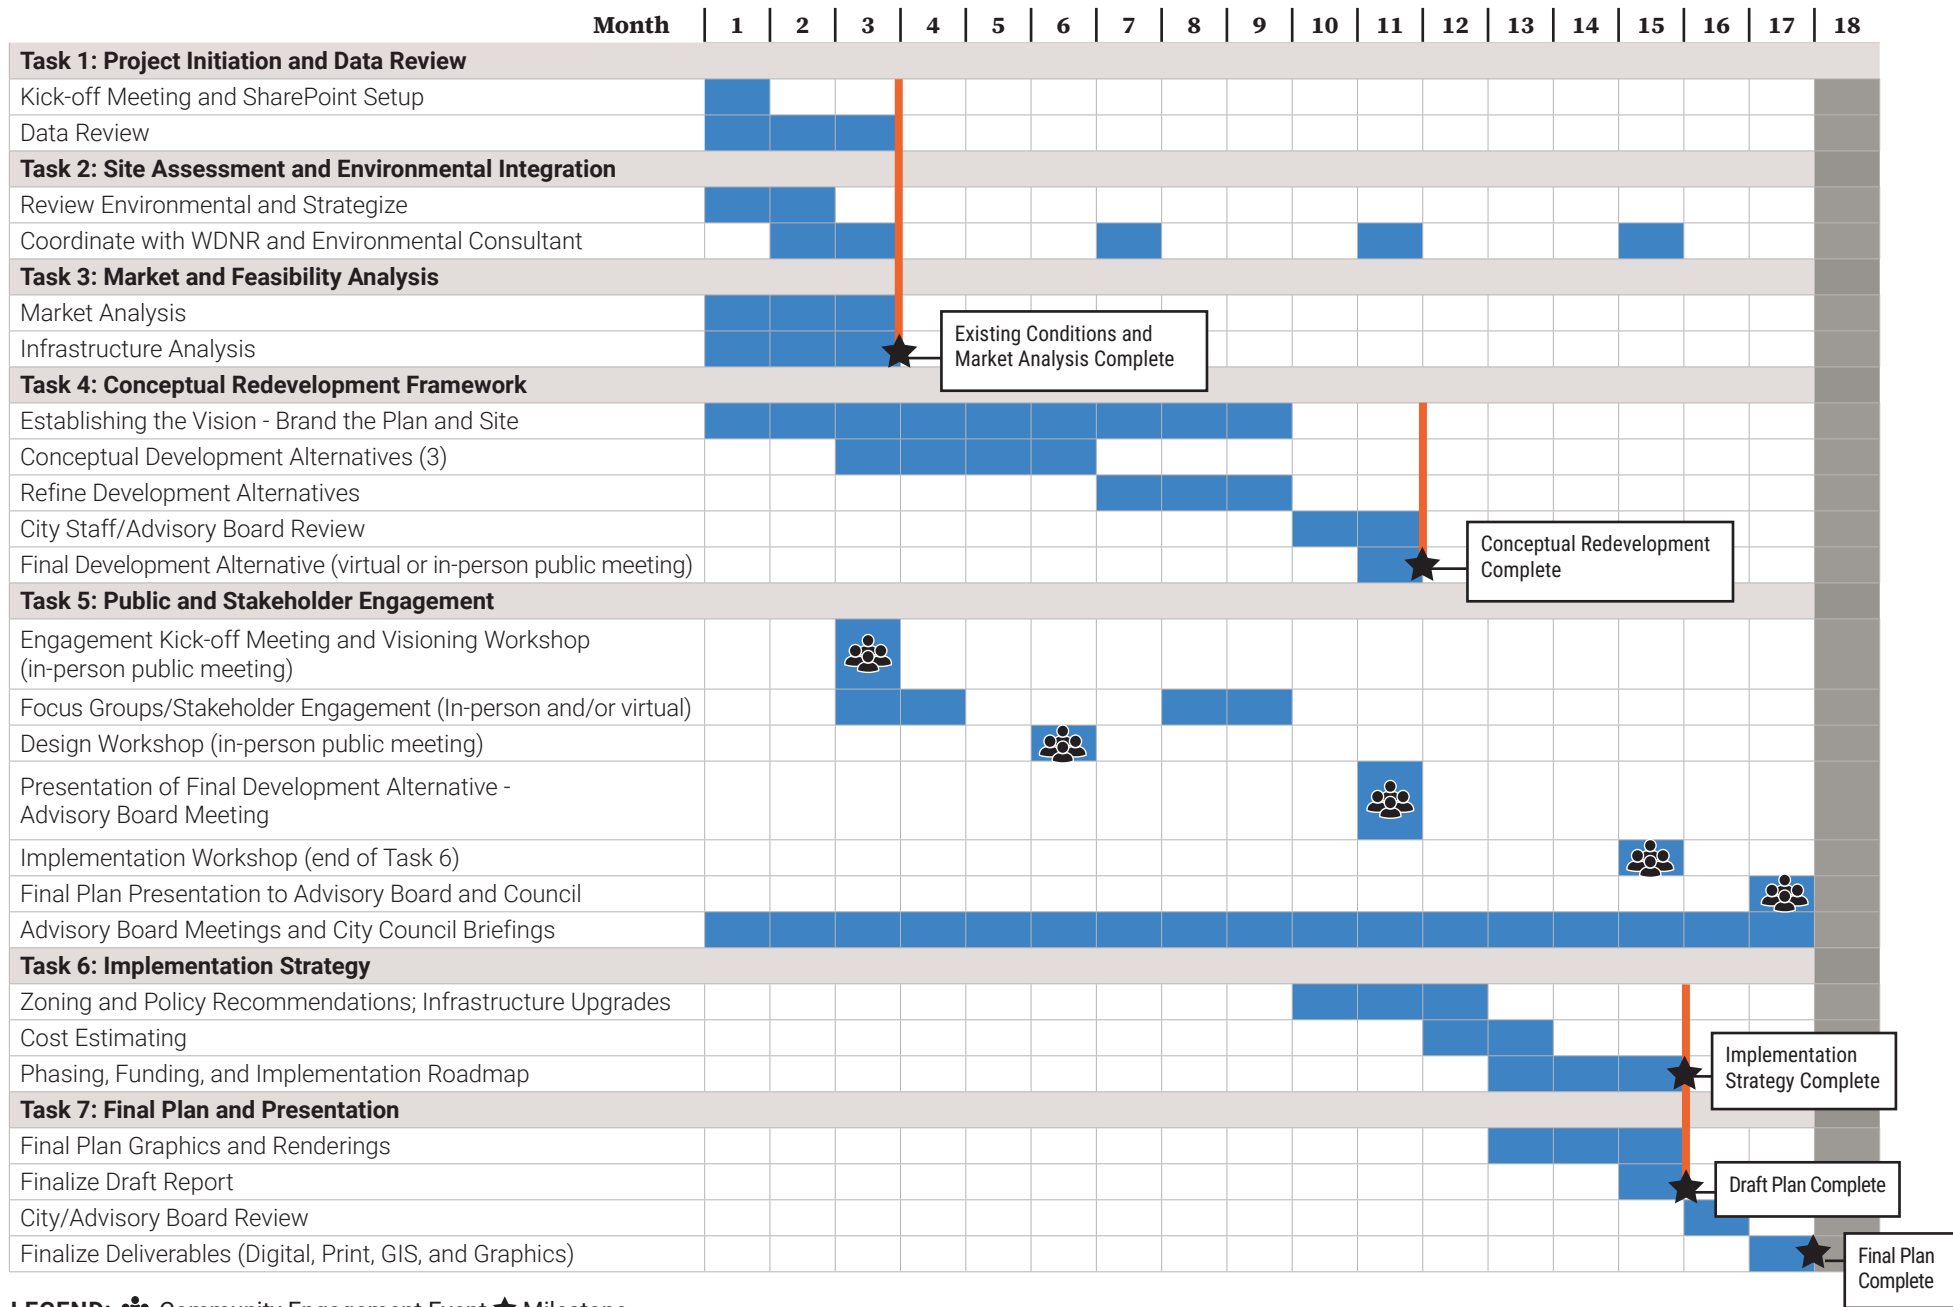 Month 1 2 3 4 5 6 7 8 9 10 11 12 13 14 15 16 17 18
Task 1: Project Initiation and Data Review
Kick-off Meeting and SharePoint Setup
Data Review
Task 2: Site Assessment and Environmental Integration
Review Environmental and Strategize
Coordinate with WDNR and Environmental Consultant
Task 3: Market and Feasibility Analysis
Market Analysis
Infrastructure Analysis
Existing Conditions and
Market Analysis Complete
Task 4: Conceptual Redevelopment Framework
Establishing the Vision - Brand the Plan and Site
Conceptual Development Alternatives (3)
Refine Development Alternatives
City Staff/Advisory Board Review
Final Development Alternative (virtual or in-person public meeting)
Conceptual Redevelopment
Complete
Task 5: Public and Stakeholder Engagement
Engagement Kick-off Meeting and Visioning Workshop
(in-person public meeting)
Focus Groups/Stakeholder Engagement (In-person and/or virtual)
Design Workshop (in-person public meeting)
Presentation of Final Development Alternative -
Advisory Board Meeting
Implementation Workshop (end of Task 6)
Final Plan Presentation to Advisory Board and Council
Advisory Board Meetings and City Council Briefings
Task 6: Implementation Strategy
Zoning and Policy Recommendations; Infrastructure Upgrades
Cost Estimating
Phasing, Funding, and Implementation Roadmap
Implementation
Strategy Complete
Task 7: Final Plan and Presentation
Final Plan Graphics and Renderings
Finalize Draft Report
Draft Plan Complete
City/Advisory Board Review
Finalize Deliverables (Digital, Print, GIS, and Graphics)
Final Plan
Complete
LEGEND: Community Engagement Event Milestone